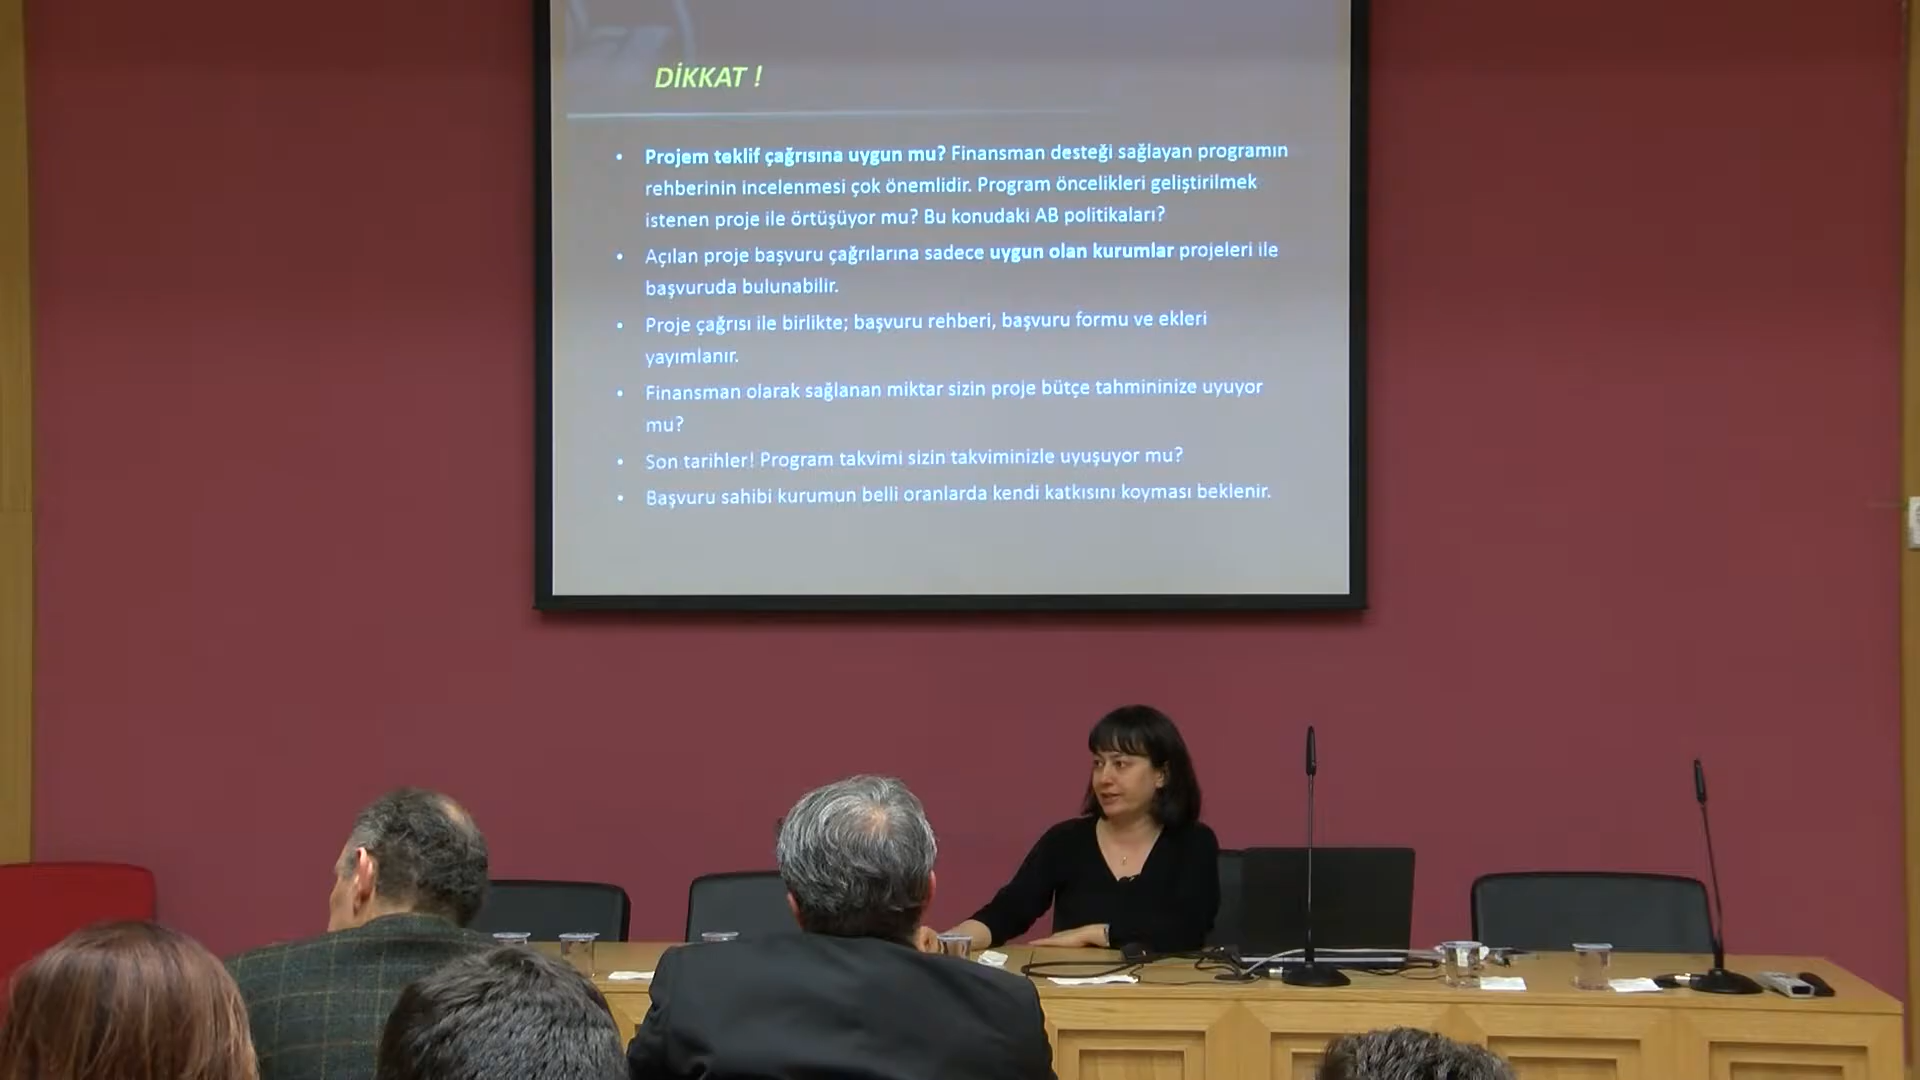 DİKKAT !
• Projem teklif çağrısına uygun mu? Finansman desteği sağlayan programın
rehberinin incelenmesi çok önemlidir. Program öncelikleri geliştirilmek
istenen proje ile örtüşüyor mu? Bu konudaki AB politikaları?
• Açılan proje başvuru çağrılarına sadece uygun olan kurumlar projeleri ile
başvuruda bulunabilir.
• Proje çağrısı ile birlikte; başvuru rehberi, başvuru formu ve ekleri
yayımlanır.
• Finansman olarak sağlanan miktar sizin proje bütçe tahmininize uyuyor
mu?
• Son tarihler! Program takvimi sizin takviminizle uyuşuyor mu?
• Başvuru sahibi kurumun belli oranlarda kendi katkısını koyması beklenir.